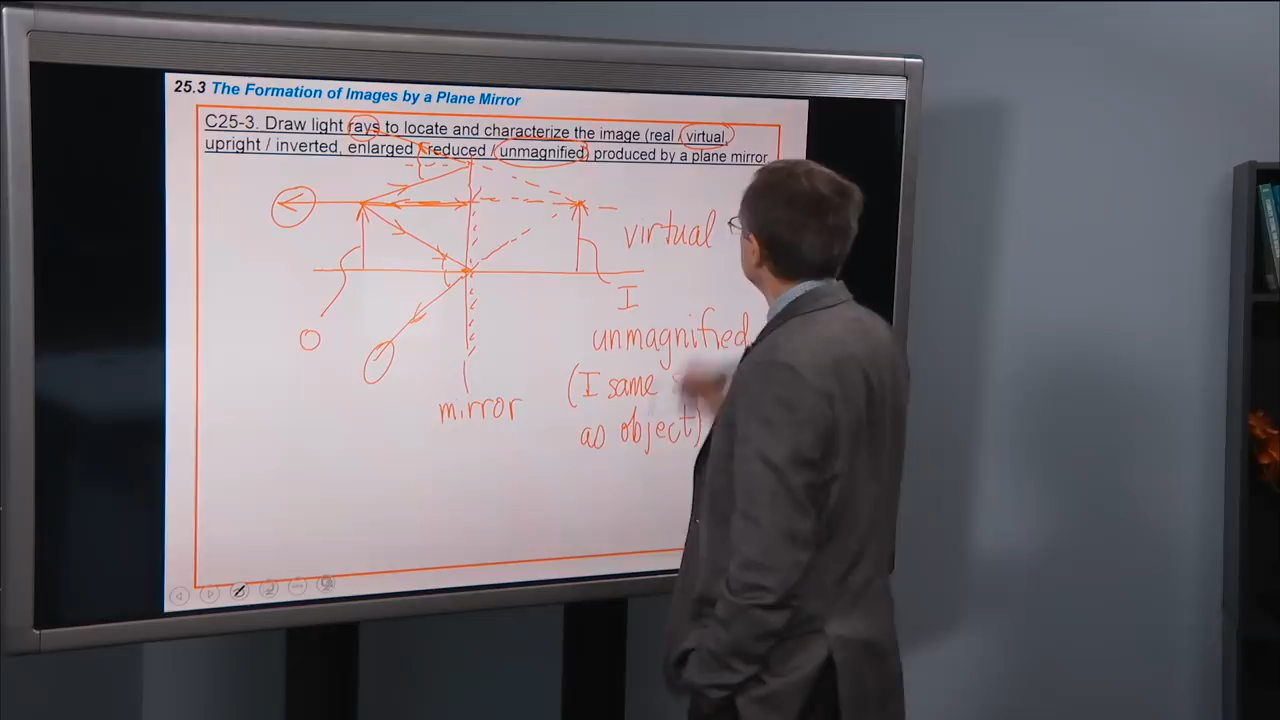 25.3 The Formation of Images by a Plane Mirror
C25-3. Draw light rays to locate and characterize the image (real virtual,
upright / inverted, enlarged reduced / unmagnified) produced by a plane mirror
virtual
O
I
unmagnified
(I same
as object)
mirror